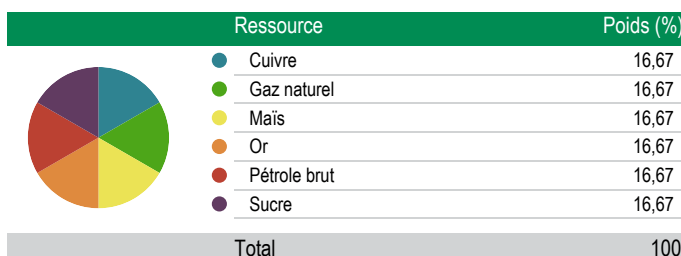 Ressource Poids (%)
Cuivre 16,67
Gaz naturel 16,67
Maïs 16,67
Or 16,67
Pétrole brut 16,67
Sucre 16,67
Total 100